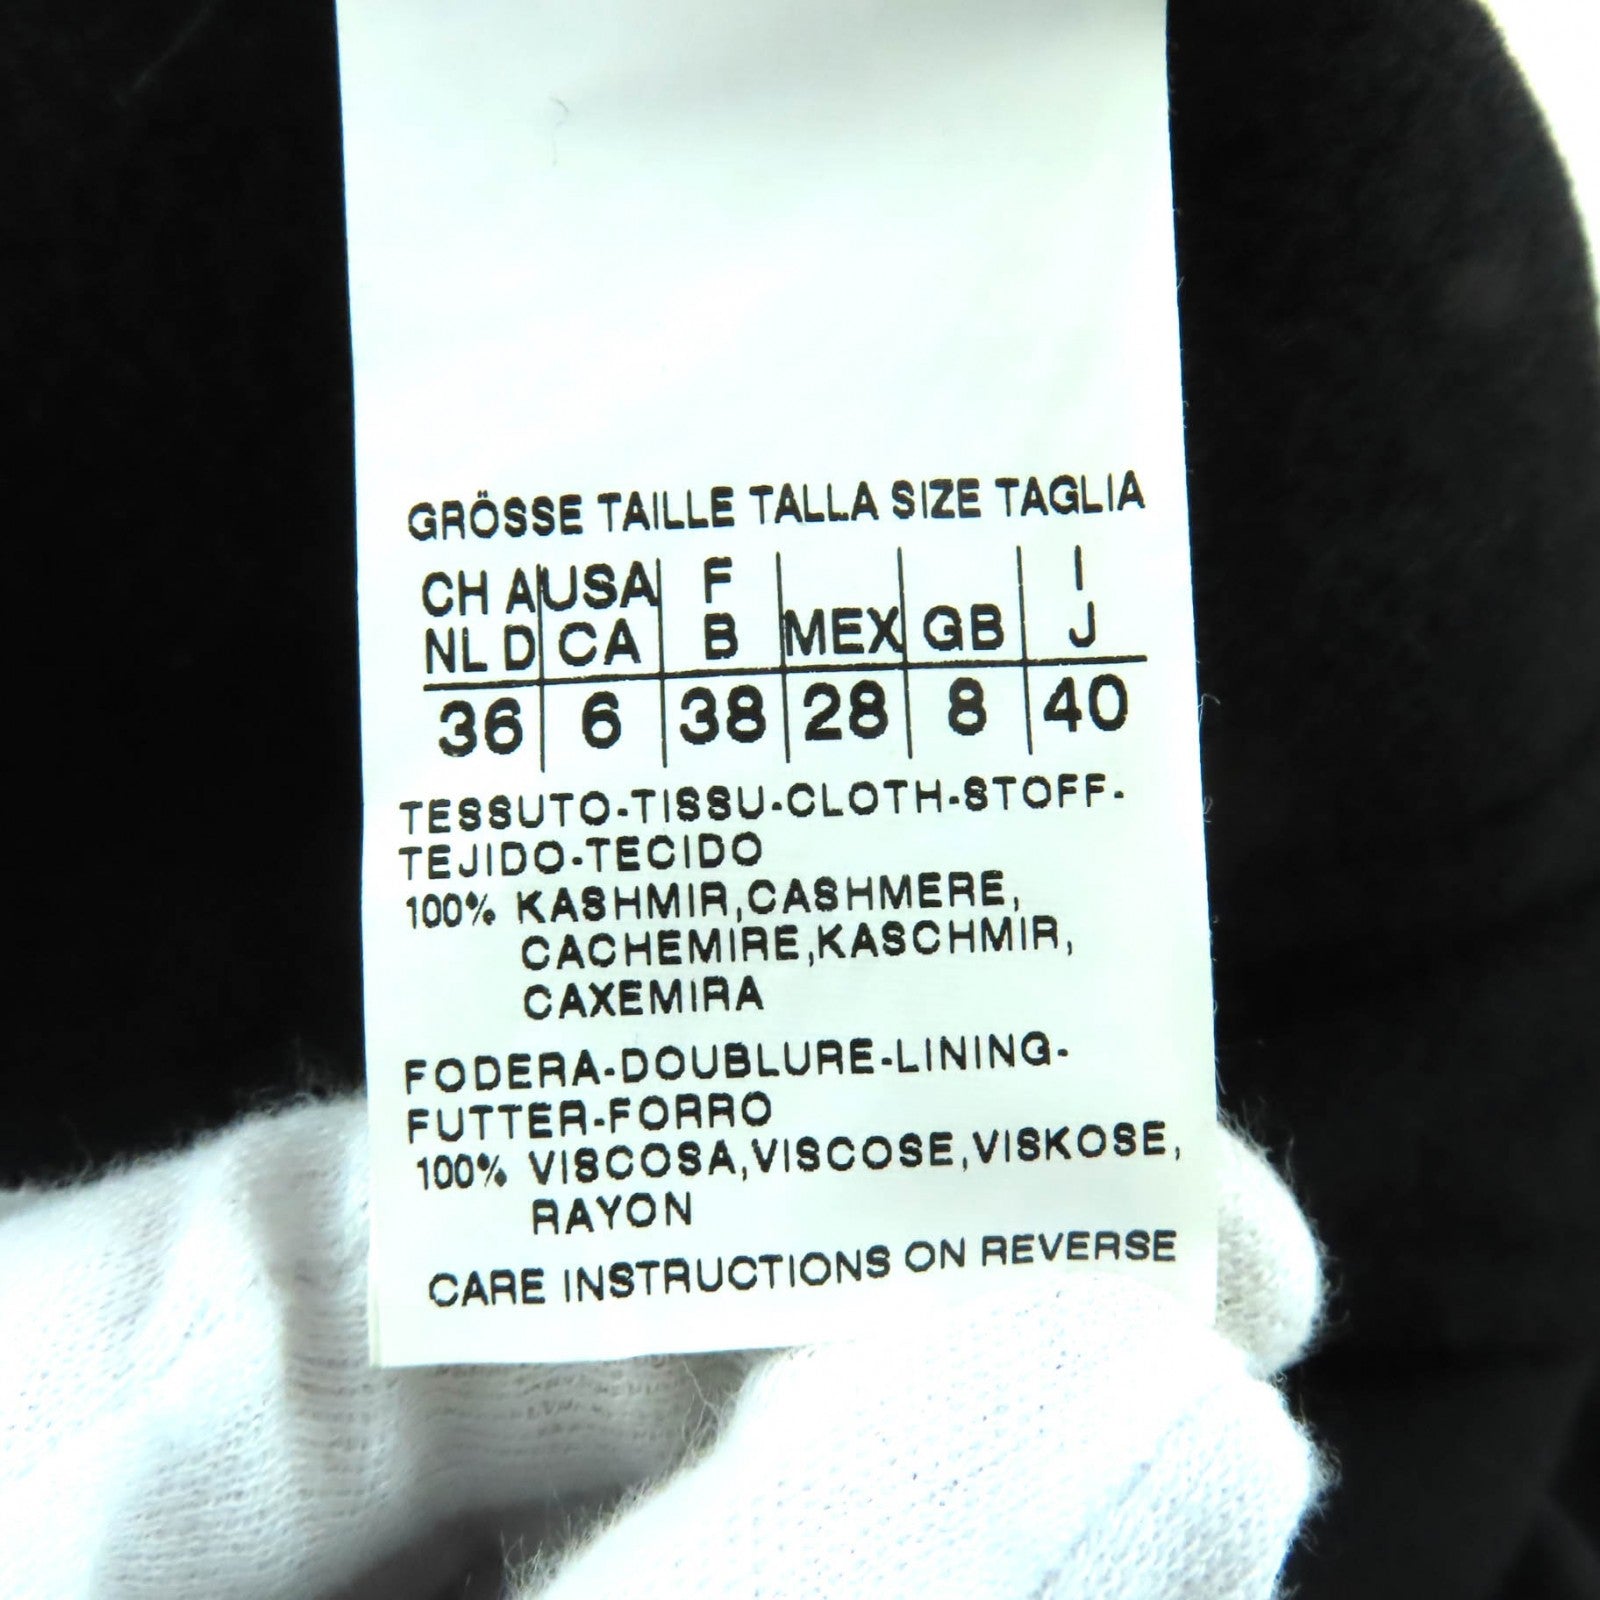 GRÖSSE TAILLE TALLA SIZE TAGLIA
CH A USA F I
NL D CA B MEX GB J
36 6 38 28 8 40
TESSUTO-TISSU-CLOTH-STOFF-
TEJIDO-TECIDO
100% KASHMIR,CASHMERE,
CACHEMIRE,KASCHMIR,
CAXEMIRA
FODERA-DOUBLURE-LINING-
FUTTER-FORRO
100% VISCOSA,VISCOSE,VISKOSE,
RAYON
CARE INSTRUCTIONS ON REVERSE